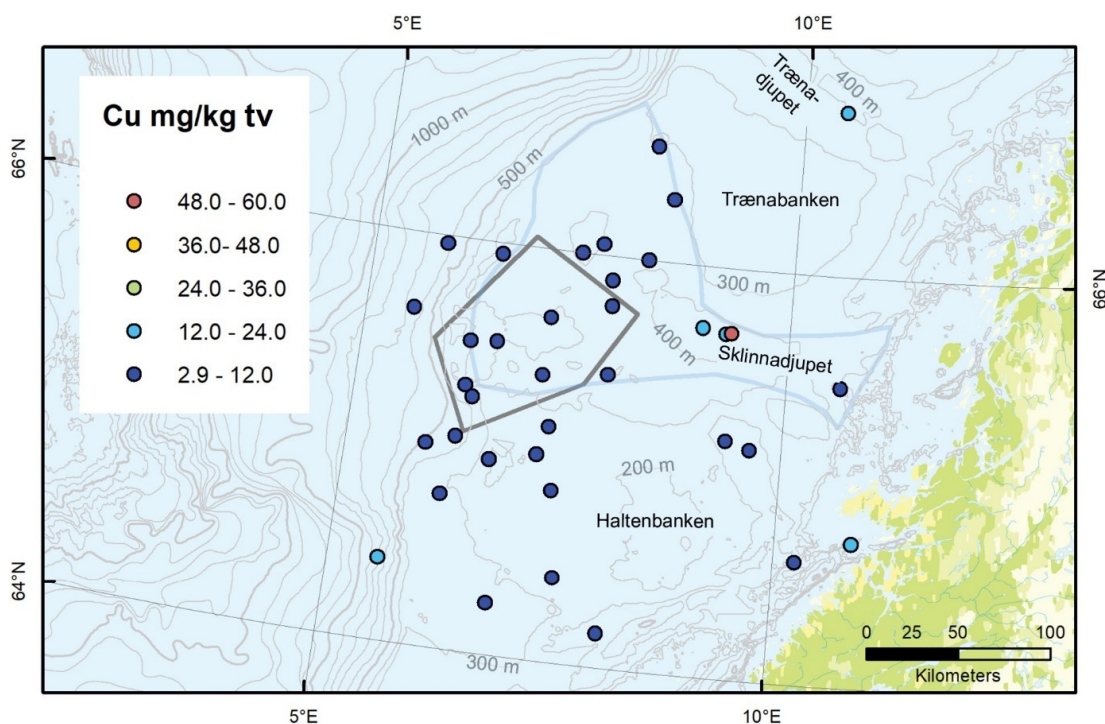 5°E
10°E
Træna-
djupet
400 m
Cu mg/kg tv
1000 m
66°N
500 m
48.0 - 60.0
Trænabanken
36.0- 48.0
300 m
66°N
24.0 - 36.0
12.0 - 24.0
400 m
Sklinnadjupet
2.9 - 12.0
200 m
Haltenbanken
64°N
0 25 50 100
Kilometers
300 m
5°E
10°E